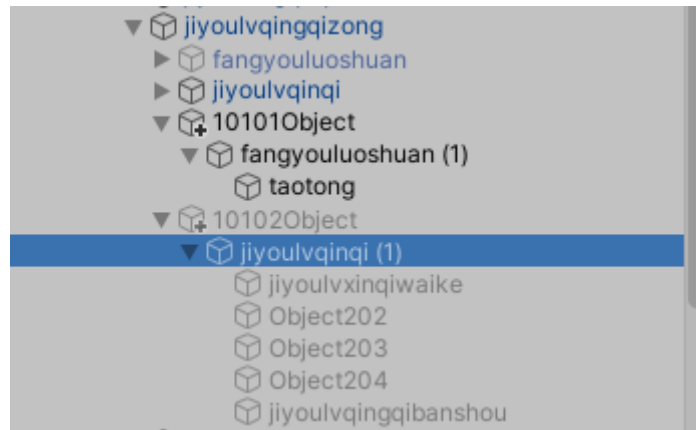 jiyoulvqingqizong
fangyouluoshuan
jiyoulvqinqi
10101Object
fangyouluoshuan (1)
taotong
10102Object
jiyoulvqinqi (1)
jiyoulvxinqiwaike
Object202
Object203
Object204
jiyoulvqingqibanshou